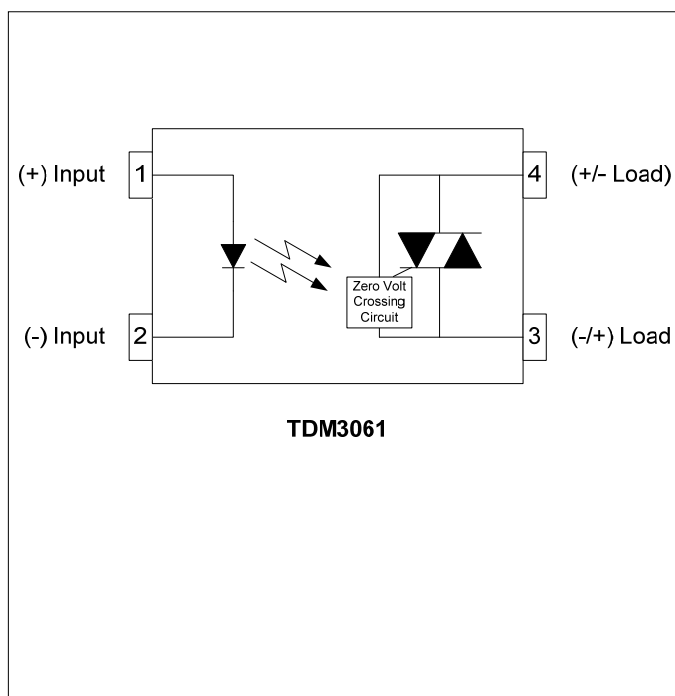 (+) Input 1 4 (+/- Load)
Zero Volt
Crossing
Circuit
(-) Input 2 3 (-/+) Load
TDM3061